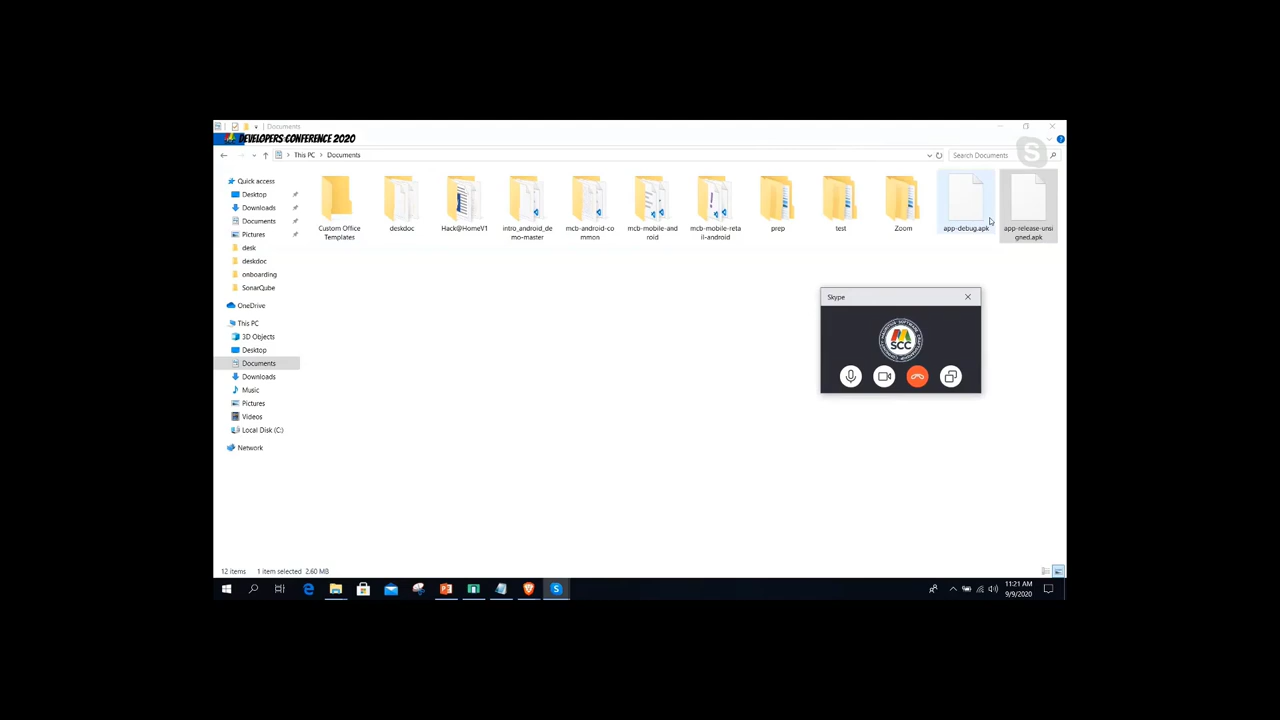 Documents
DEVELOPERS CONFERENCE 2020
This PC
Documents
Search Documents
Quick access
Desktop
Downloads
Documents
Pictures
desk
deskdoc
onboarding
SonarQube
OneDrive
This PC
3D Objects
Desktop
Documents
Downloads
Music
Pictures
Videos
Local Disk (C:)
Network
Custom Office
Templates
deskdoc
Hack@HomeV1
intro_android_de
mo-master
mcb-android-co
mmon
mcb-mobile-and
roid
mcb-mobile-reta
il-android
prep
test
Zoom
app-debug.apk
app-release-unsi
gned.apk
Skype
SCC
12 items
1 item selected
2.60 MB
11:21 AM
9/9/2020